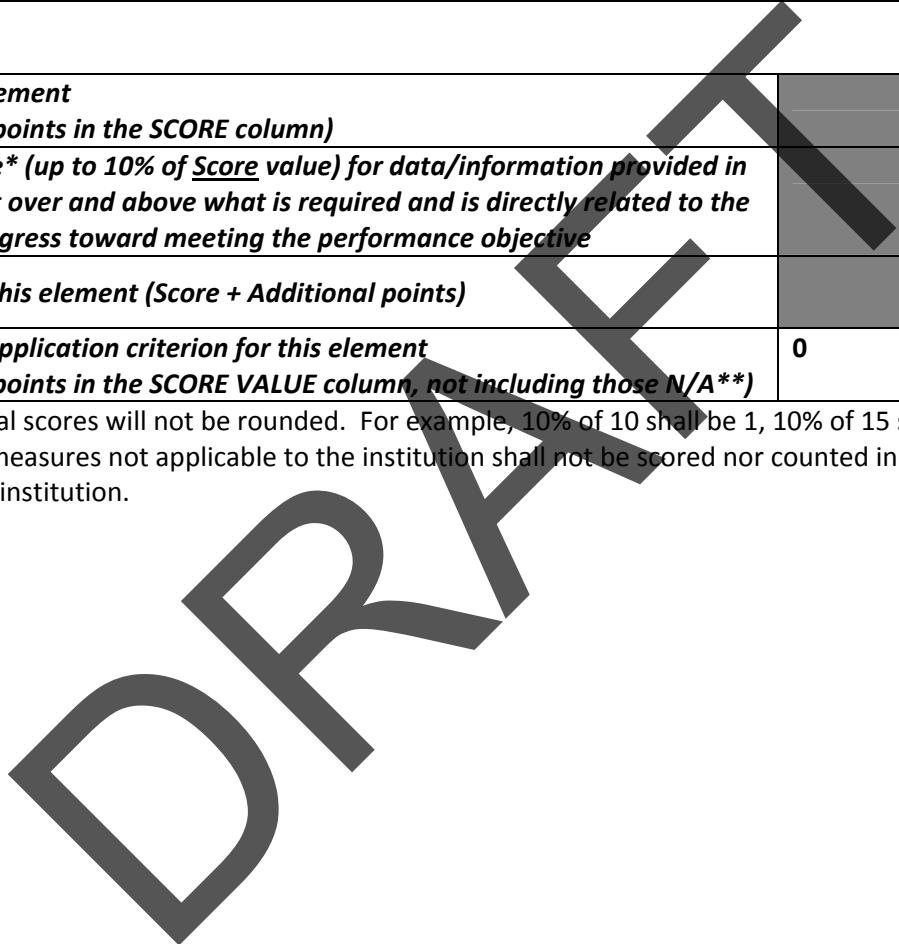 ement
points in the SCORE column)
e* (up to 10% of Score value) for data/information provided in
t over and above what is required and is directly related to the
gress toward meeting the performance objective
his element (Score + Additional points)
pplication criterion for this element
0
points in the SCORE VALUE column, not including those N/A**)
al scores will not be rounded.  For example, 10% of 10 shall be 1, 10% of 15 s
measures not applicable to the institution shall not be scored nor counted in
institution.
DRAFT